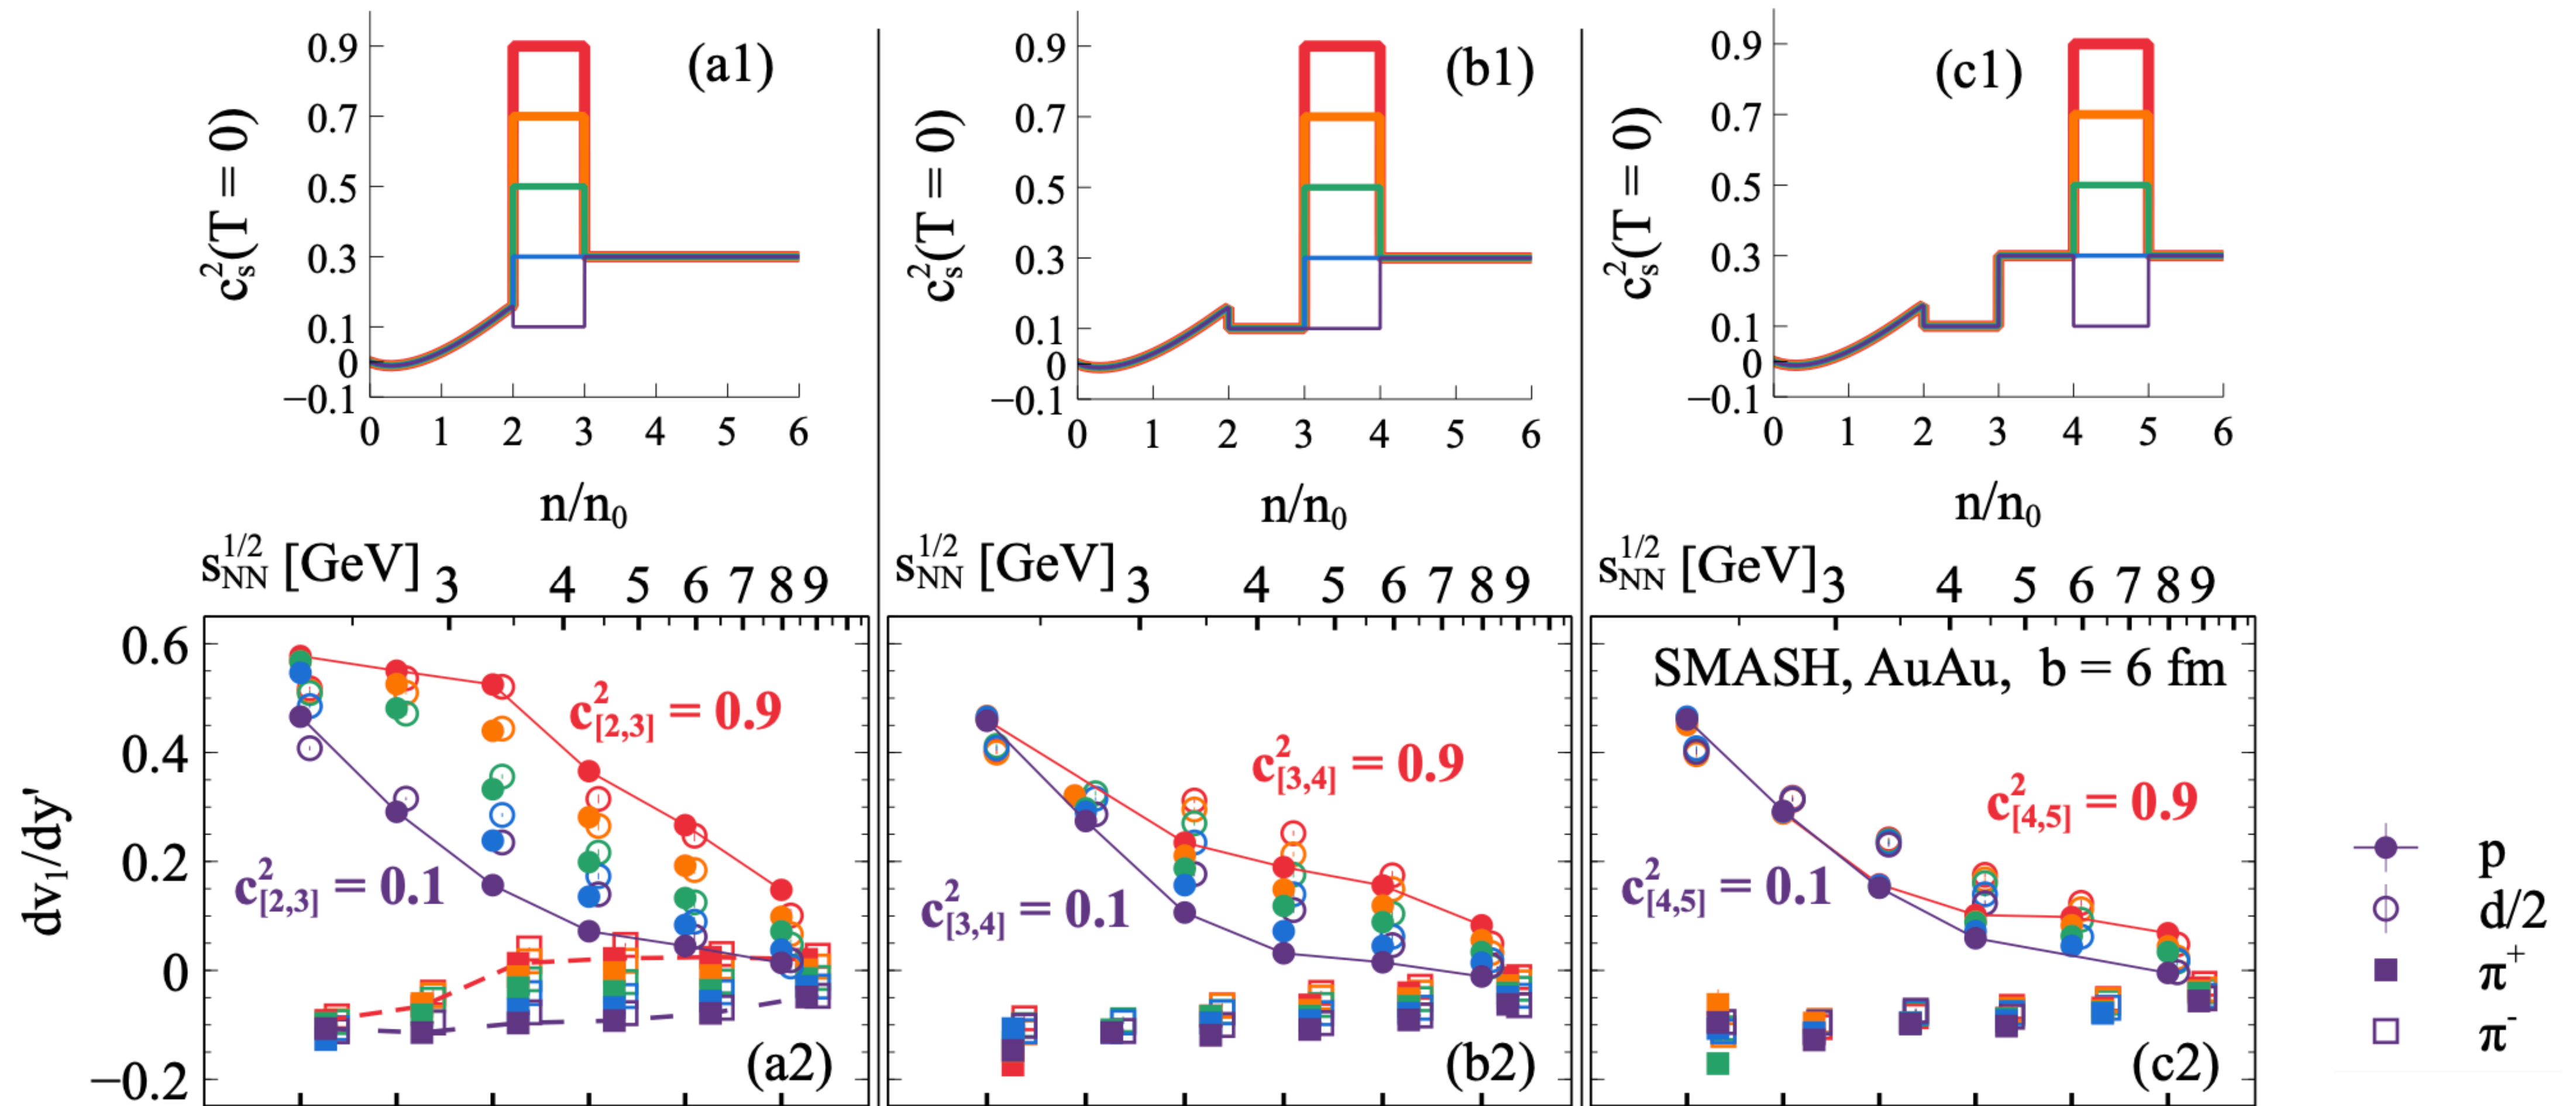 (a1)
c_s^2(T = 0)
0.9
0.7
0.5
0.3
0.1
0
−0.1
0 1 2 3 4 5 6
n/n_0
(b1)
c_s^2(T = 0)
0.9
0.7
0.5
0.3
0.1
0
−0.1
0 1 2 3 4 5 6
n/n_0
(c1)
c_s^2(T = 0)
0.9
0.7
0.5
0.3
0.1
0
−0.1
0 1 2 3 4 5 6
n/n_0
s_NN^1/2 [GeV] 3 4 5 6 7 8 9
dv_1/dy'
0.6
0.4
0.2
0
−0.2
c^2_[2,3] = 0.9
c^2_[2,3] = 0.1
(a2)
s_NN^1/2 [GeV] 3 4 5 6 7 8 9
c^2_[3,4] = 0.9
c^2_[3,4] = 0.1
(b2)
s_NN^1/2 [GeV] 3 4 5 6 7 8 9
SMASH, AuAu, b = 6 fm
c^2_[4,5] = 0.9
c^2_[4,5] = 0.1
(c2)
p
d/2
π^+
π^-